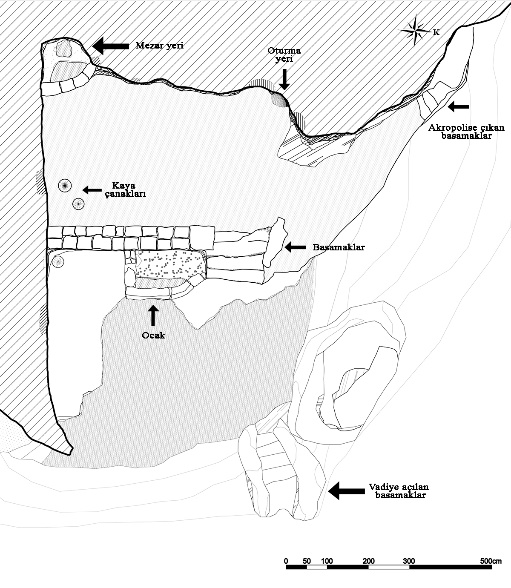 Mezar yeri
Oturma
yeri
K
Akropolise çıkan
basamaklar
Kaya
çanakları
Basamaklar
Ocak
Vadiye açılan
basamaklar
0 50 100 200 300 500cm